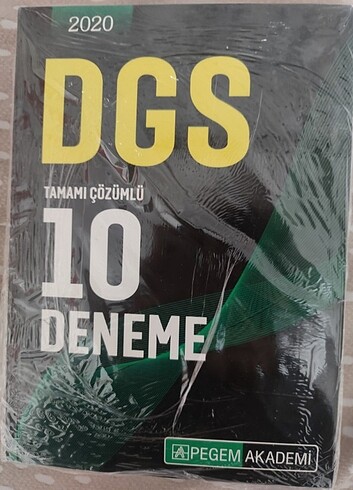 2020
DGS
TAMAMI ÇÖZÜMLÜ
10
DENEME
PEGEM AKADEMİ